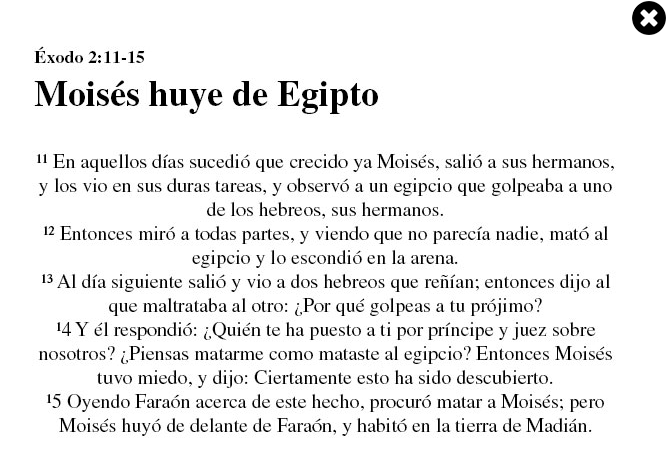 Éxodo 2:11-15
Moisés huye de Egipto
¹¹ En aquellos días sucedió que crecido ya Moisés, salió a sus hermanos,
y los vio en sus duras tareas, y observó a un egipcio que golpeaba a uno
de los hebreos, sus hermanos.
¹² Entonces miró a todas partes, y viendo que no parecía nadie, mató al
egipcio y lo escondió en la arena.
¹³ Al día siguiente salió y vio a dos hebreos que reñían; entonces dijo al
que maltrataba al otro: ¿Por qué golpeas a tu prójimo?
¹4 Y él respondió: ¿Quién te ha puesto a ti por príncipe y juez sobre
nosotros? ¿Piensas matarme como mataste al egipcio? Entonces Moisés
tuvo miedo, y dijo: Ciertamente esto ha sido descubierto.
¹5 Oyendo Faraón acerca de este hecho, procuró matar a Moisés; pero
Moisés huyó de delante de Faraón, y habitó en la tierra de Madián.